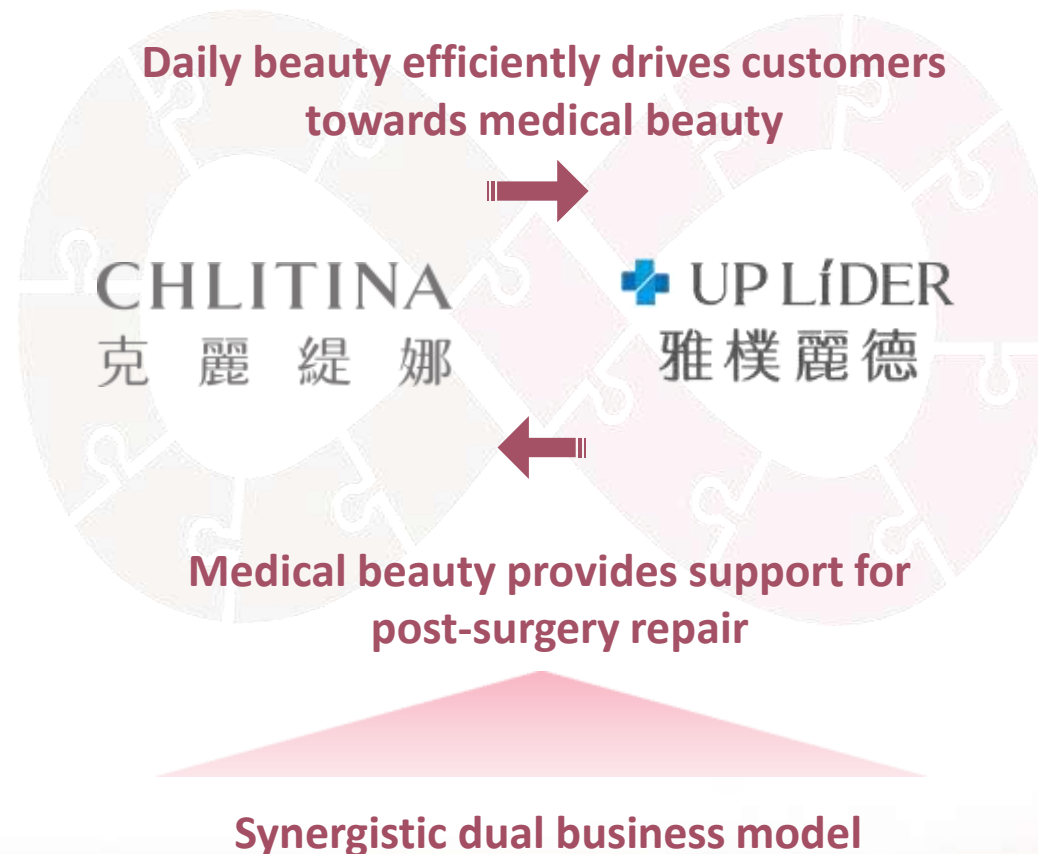 Daily beauty efficiently drives customers
towards medical beauty
CHLITINA
克麗緹娜
UP LíDER
雅樸麗德
Medical beauty provides support for
post-surgery repair
Synergistic dual business model